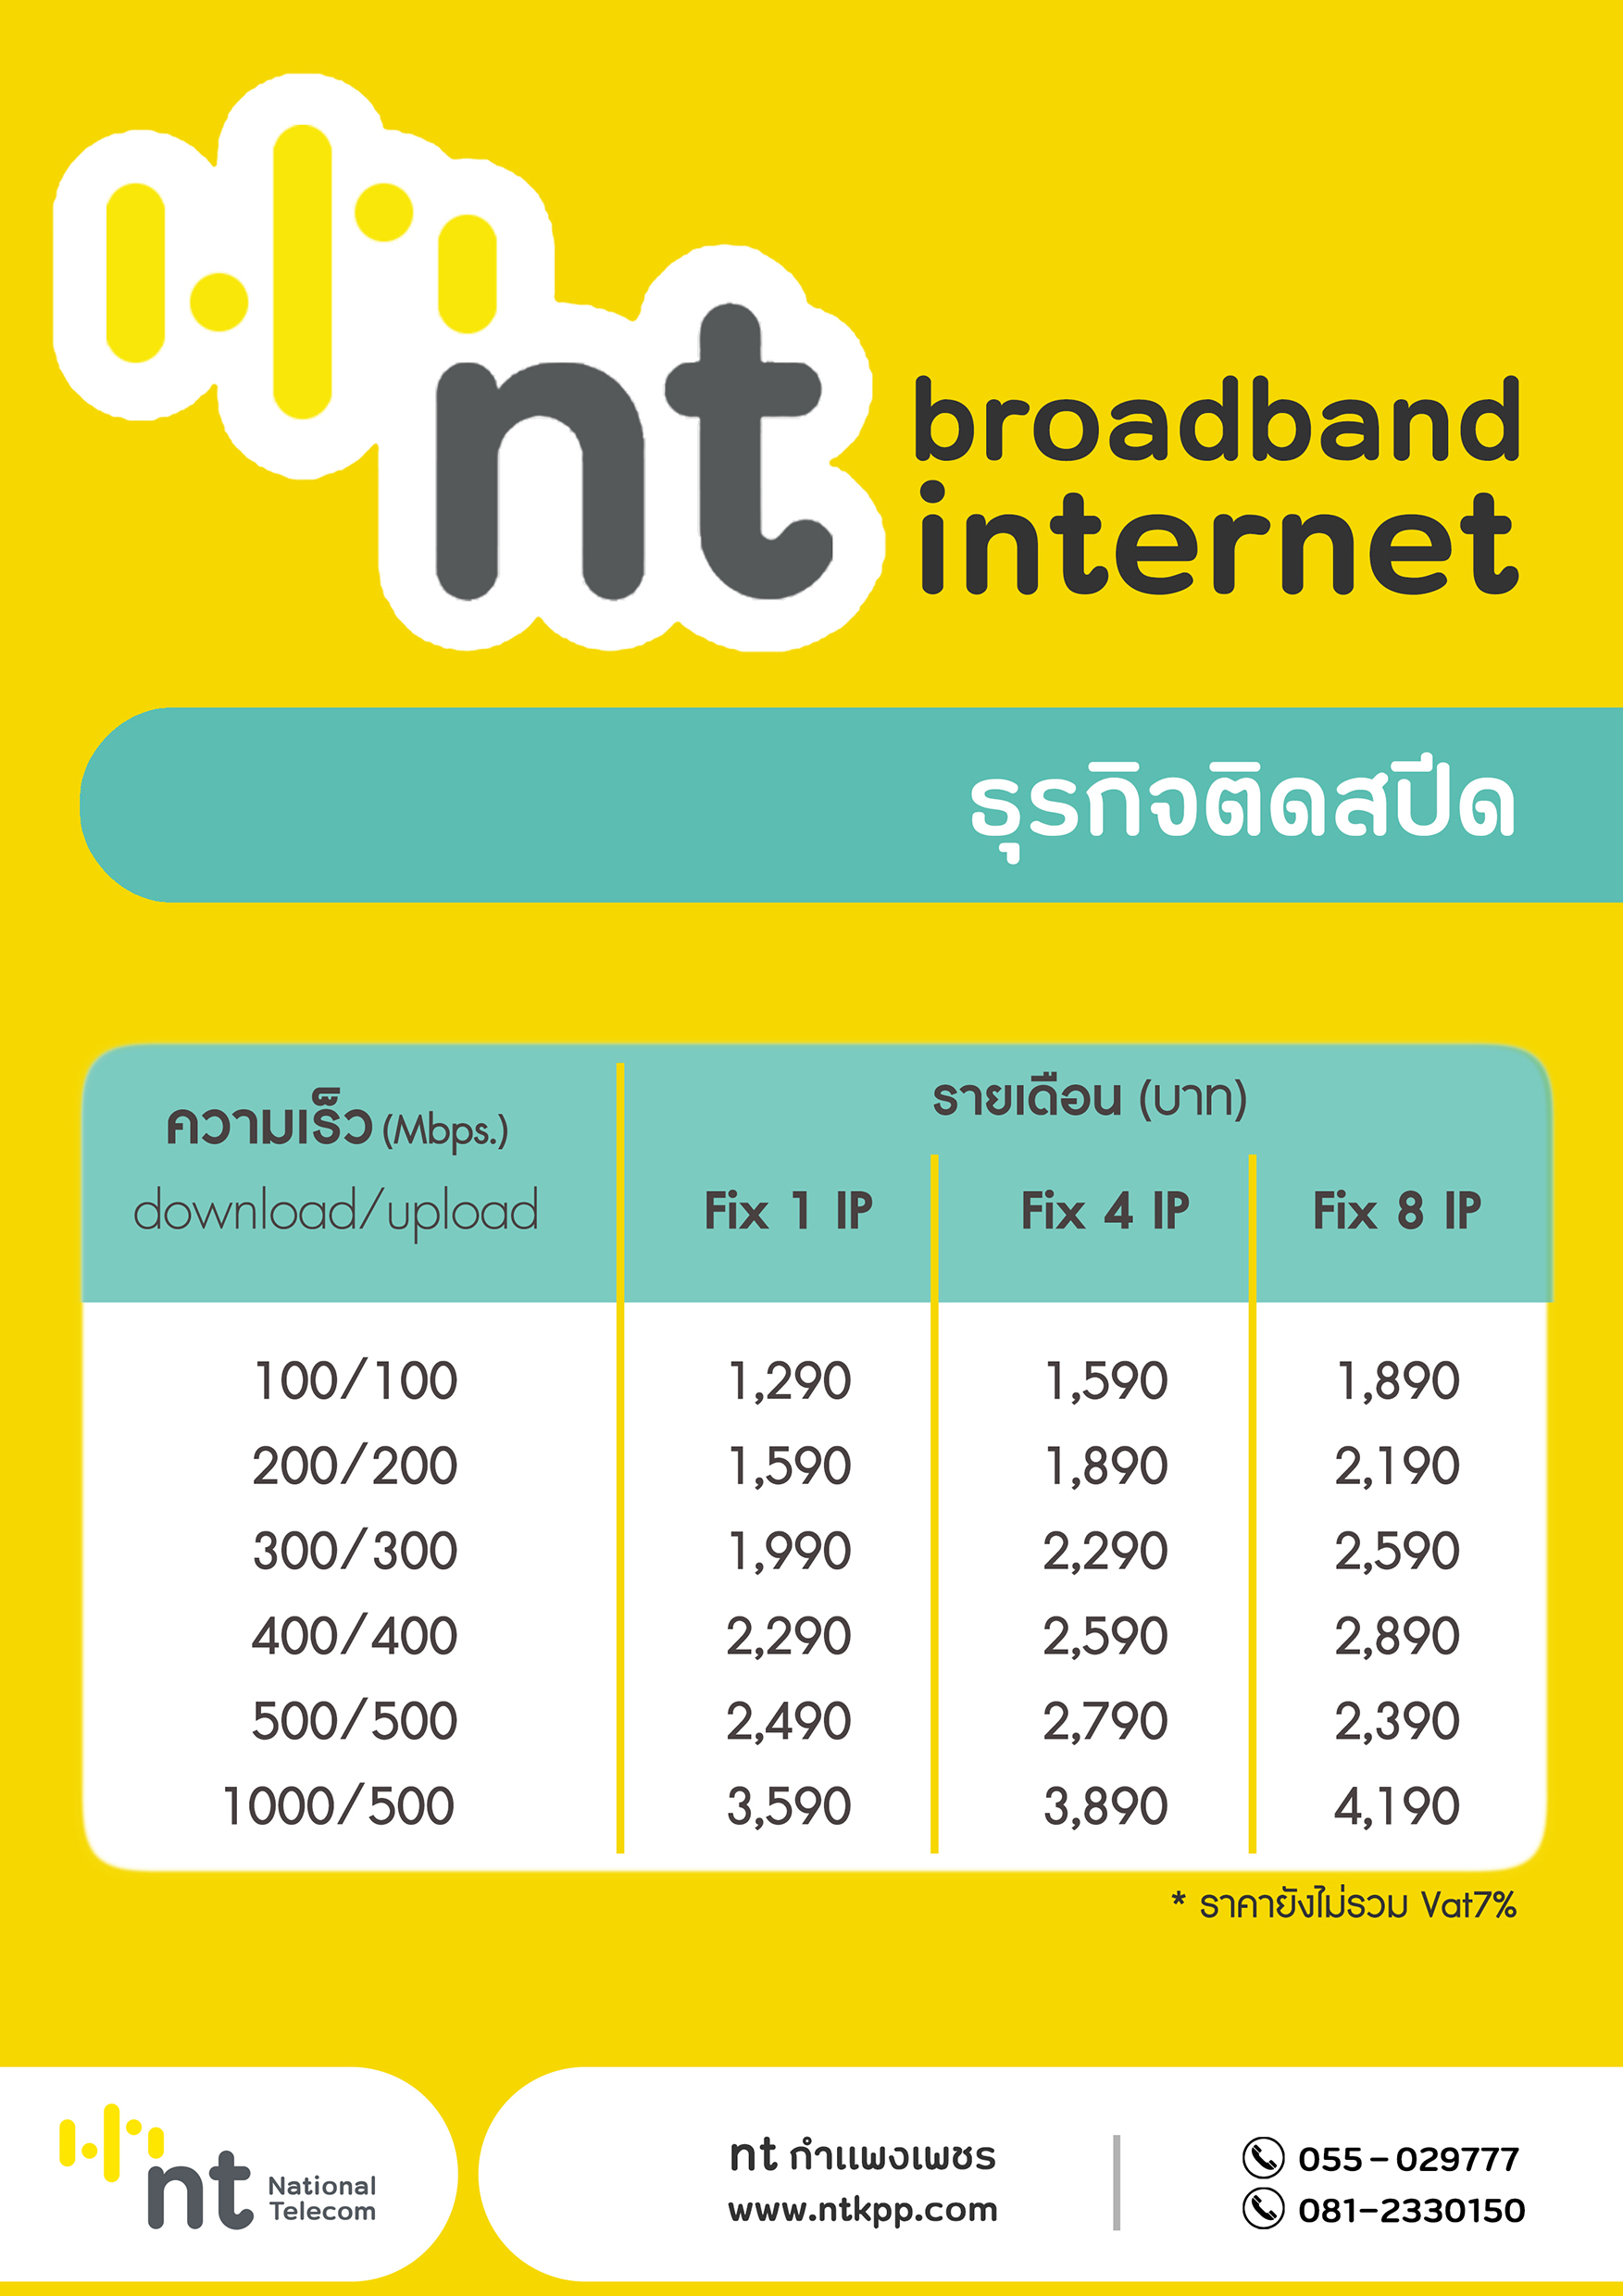 nt
broadband
internet
ธุรกิจติดสปีด
ความเร็ว (Mbps.)
download/upload
รายเดือน (บาท)
Fix 1 IP
Fix 4 IP
Fix 8 IP
100/100 1,290 1,590 1,890
200/200 1,590 1,890 2,190
300/300 1,990 2,290 2,590
400/400 2,290 2,590 2,890
500/500 2,490 2,790 2,390
1000/500 3,590 3,890 4,190
* ราคายังไม่รวม Vat7%
nt National
Telecom
nt กำแพงเพชร
www.ntkpp.com
055-029777
081-2330150